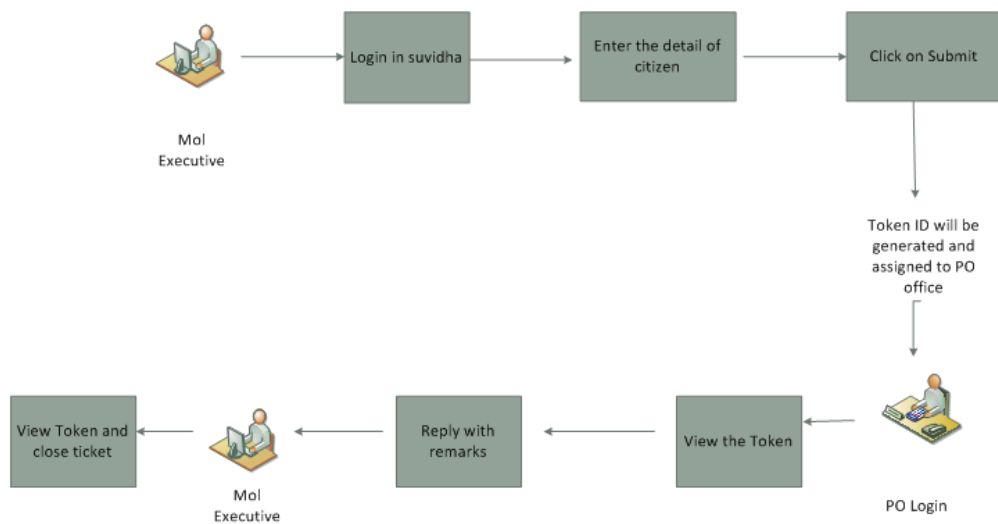 Login in suvidha
Enter the detail of
citizen
Click on Submit
MoI
Executive
Token ID will be
generated and
assigned to PO
office
View Token and
close ticket
MoI
Executive
Reply with
remarks
View the Token
PO Login